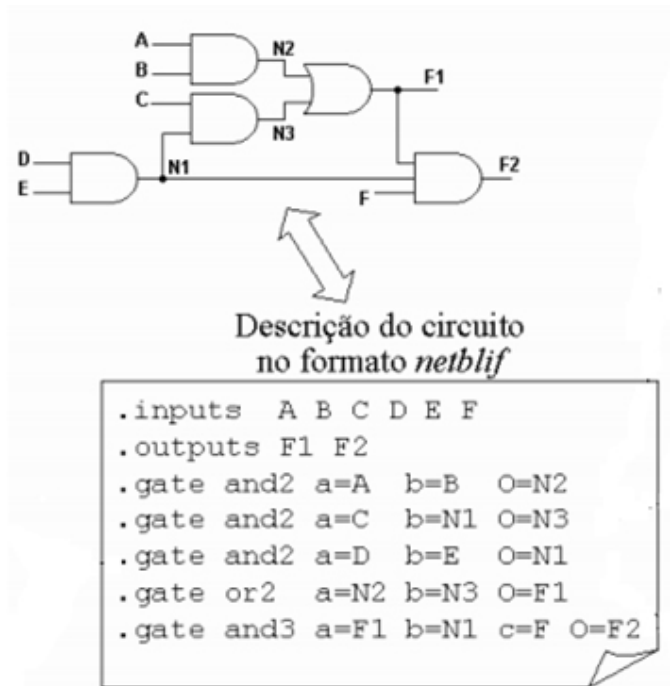 A
N2
B
F1
C
N3
D
N1
F2
E
F
Descrição do circuito
no formato netblif
.inputs A B C D E F
.outputs F1 F2
.gate and2 a=A b=B O=N2
.gate and2 a=C b=N1 O=N3
.gate and2 a=D b=E O=N1
.gate or2 a=N2 b=N3 O=F1
.gate and3 a=F1 b=N1 c=F O=F2